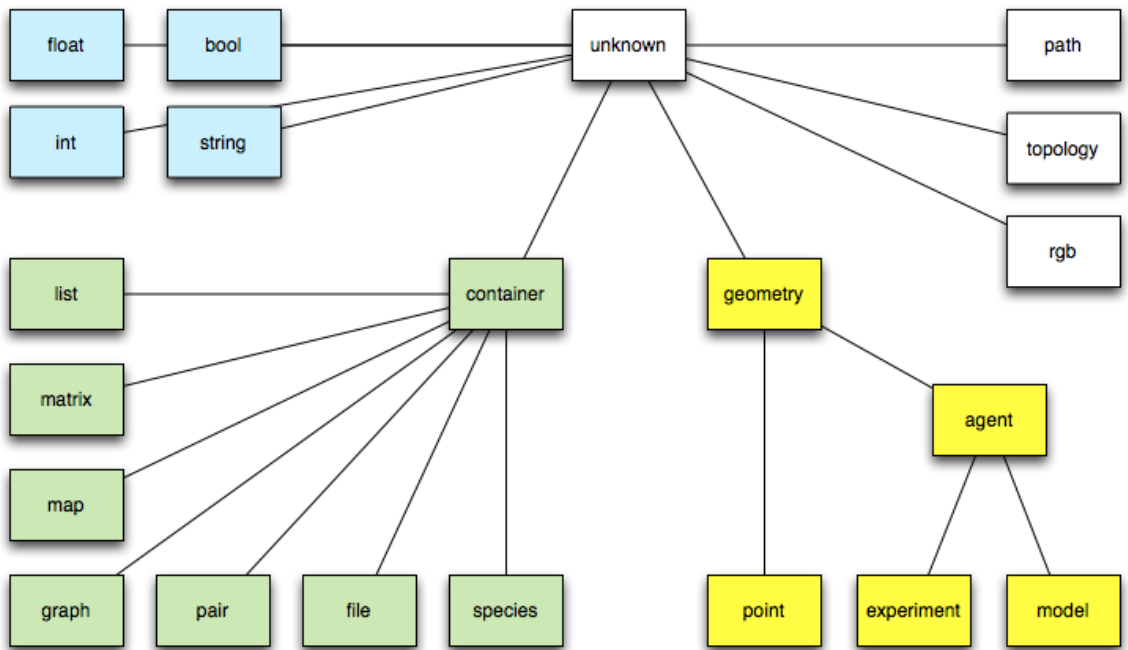 float
bool
unknown
path
int
string
topology
rgb
list
container
geometry
matrix
agent
map
graph
pair
file
species
point
experiment
model